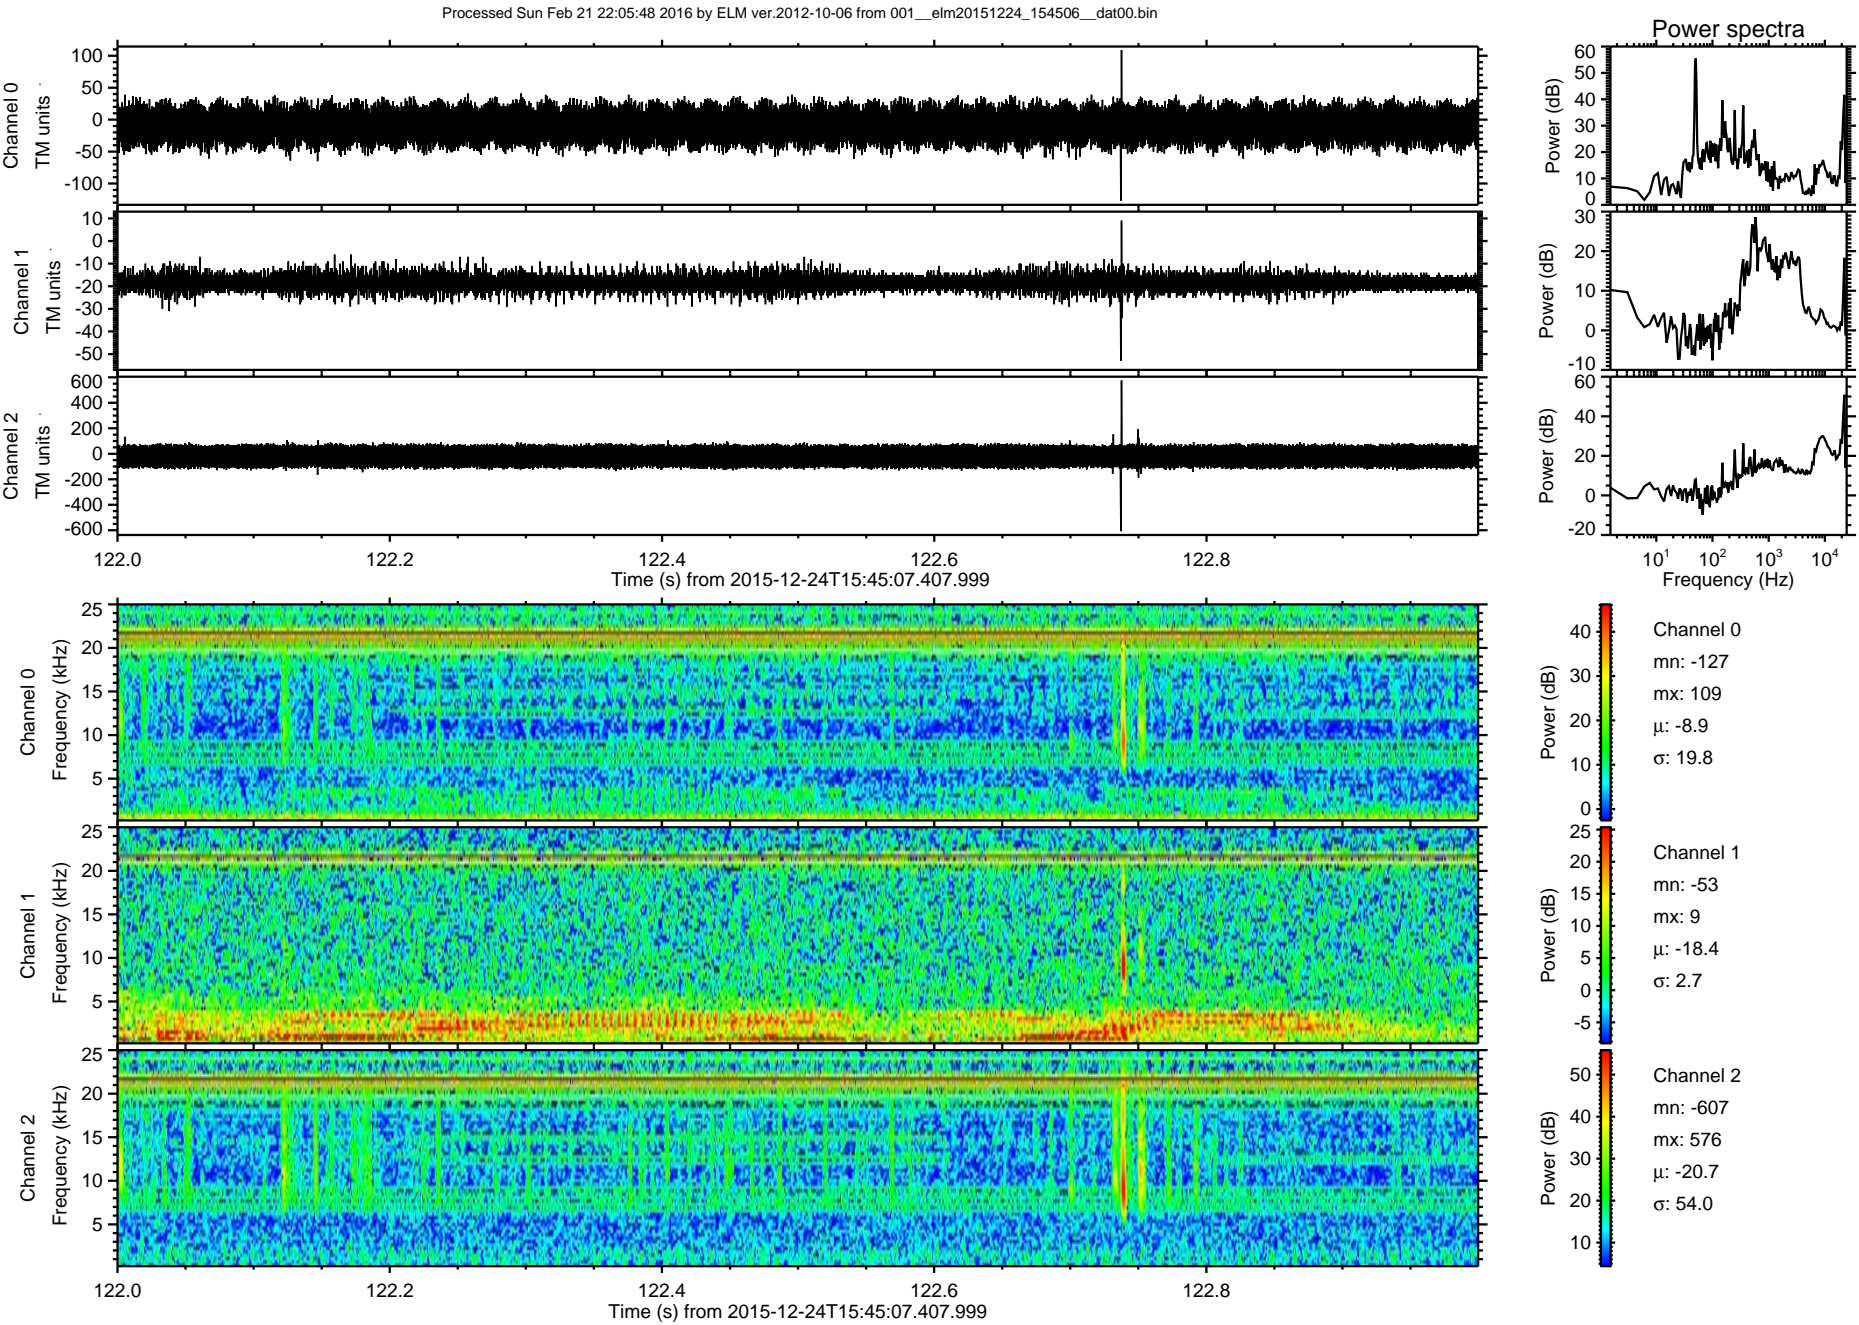 Processed Sun Feb 21 22:05:48 2016 by ELM ver.2012-10-06 from 001__elm20151224_154506__dat00.bin
Power spectra
Channel 0
TM units
100
50
0
-50
-100
Power (dB)
60
50
40
30
20
10
0
Channel 1
TM units
10
0
-10
-20
-30
-40
-50
Power (dB)
30
20
10
0
-10
Channel 2
TM units
600
400
200
0
-200
-400
-600
Power (dB)
60
40
20
0
-20
122.0 122.2 122.4 122.6 122.8
Time (s) from 2015-12-24T15:45:07.407.999
10¹ 10² 10³ 10⁴
Frequency (Hz)
Channel 0
Frequency (kHz)
25
20
15
10
5
Power (dB)
40
30
20
10
0
Channel 0
mn: -127
mx: 109
μ: -8.9
σ: 19.8
Channel 1
Frequency (kHz)
25
20
15
10
5
Power (dB)
25
20
15
10
5
0
-5
Channel 1
mn: -53
mx: 9
μ: -18.4
σ: 2.7
Channel 2
Frequency (kHz)
25
20
15
10
5
Power (dB)
50
40
30
20
10
Channel 2
mn: -607
mx: 576
μ: -20.7
σ: 54.0
122.0 122.2 122.4 122.6 122.8
Time (s) from 2015-12-24T15:45:07.407.999